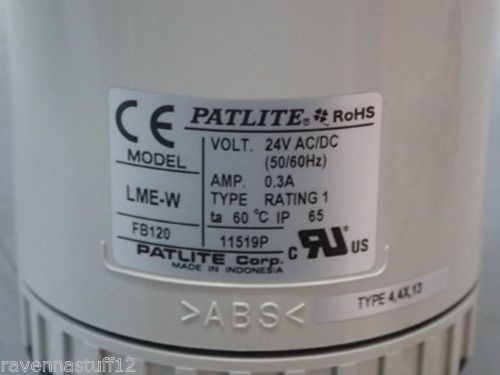 CE PATLITE® RoHS
MODEL
LME-W
FB120
VOLT. 24V AC/DC
(50/60Hz)
AMP. 0.3A
TYPE RATING 1
ta 60 ℃ IP 65
11519P
PATLITE Corp.
MADE IN INDONESIA
C RU US
>ABS<
TYPE 4,4X,13
ravennastuff12